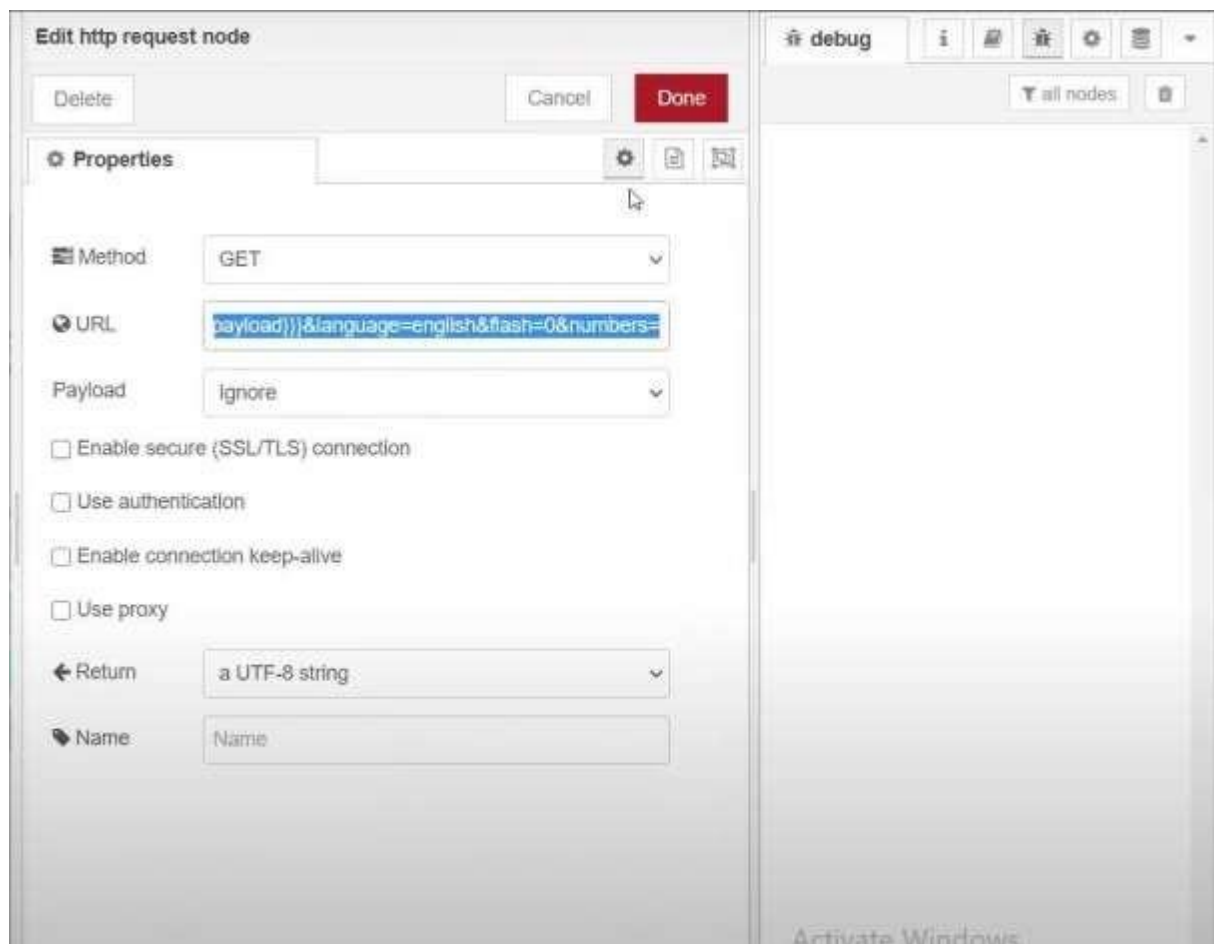 Edit http request node
debug
Delete
Cancel
Done
all nodes
Properties
Method
GET
URL
payload}}}&language=english&flash=0&numbers=
Payload
Ignore
Enable secure (SSL/TLS) connection
Use authentication
Enable connection keep-alive
Use proxy
Return
a UTF-8 string
Name
Name
Activate Windows